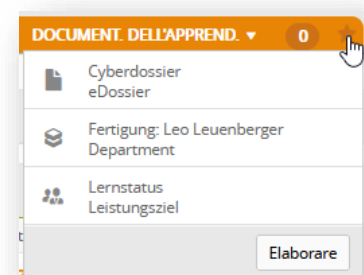 DOCUMENT. DELL'APPREND. ▼ 0
Cyberdossier
eDossier
Fertigung: Leo Leuenberger
Department
Lernstatus
Leistungsziel
Elaborare